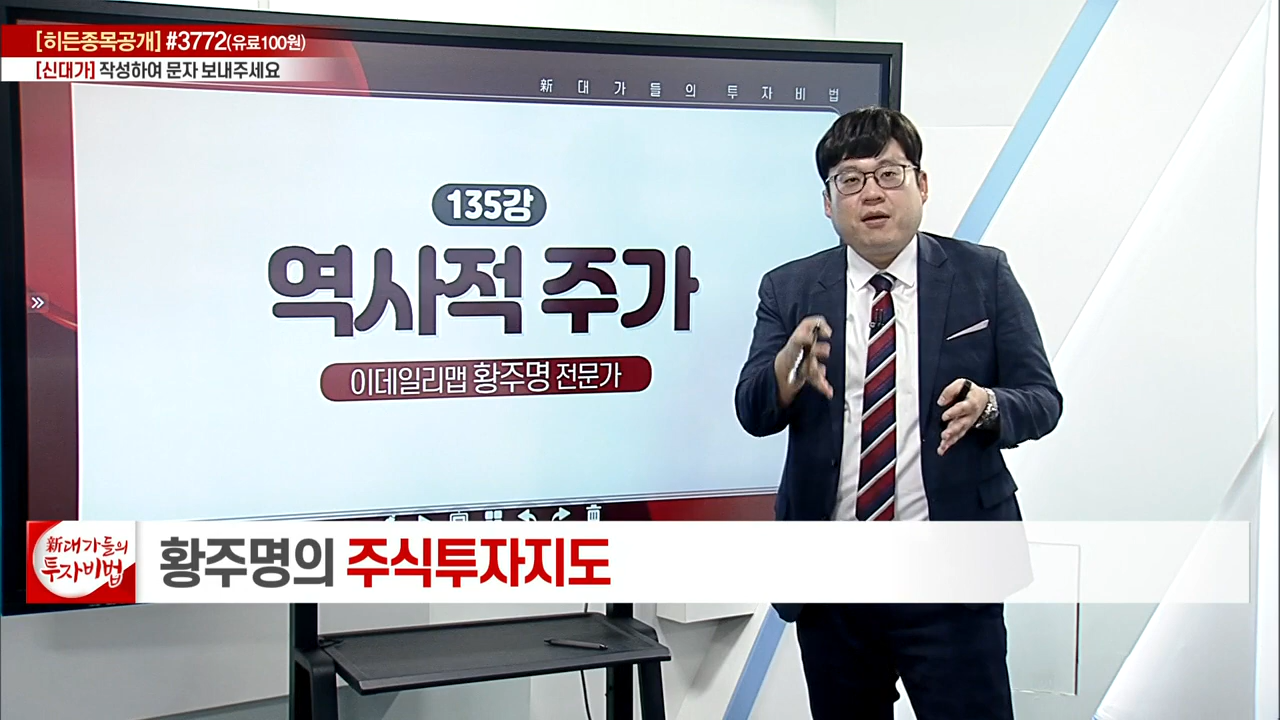 [히든종목공개] #3772(유료100원)
[신대가] 작성하여 문자 보내주세요
新대가들의 투자비법
135강
역사적 주가
이데일리맵 황주명 전문가
新대가들의
투자비법
황주명의 주식투자지도